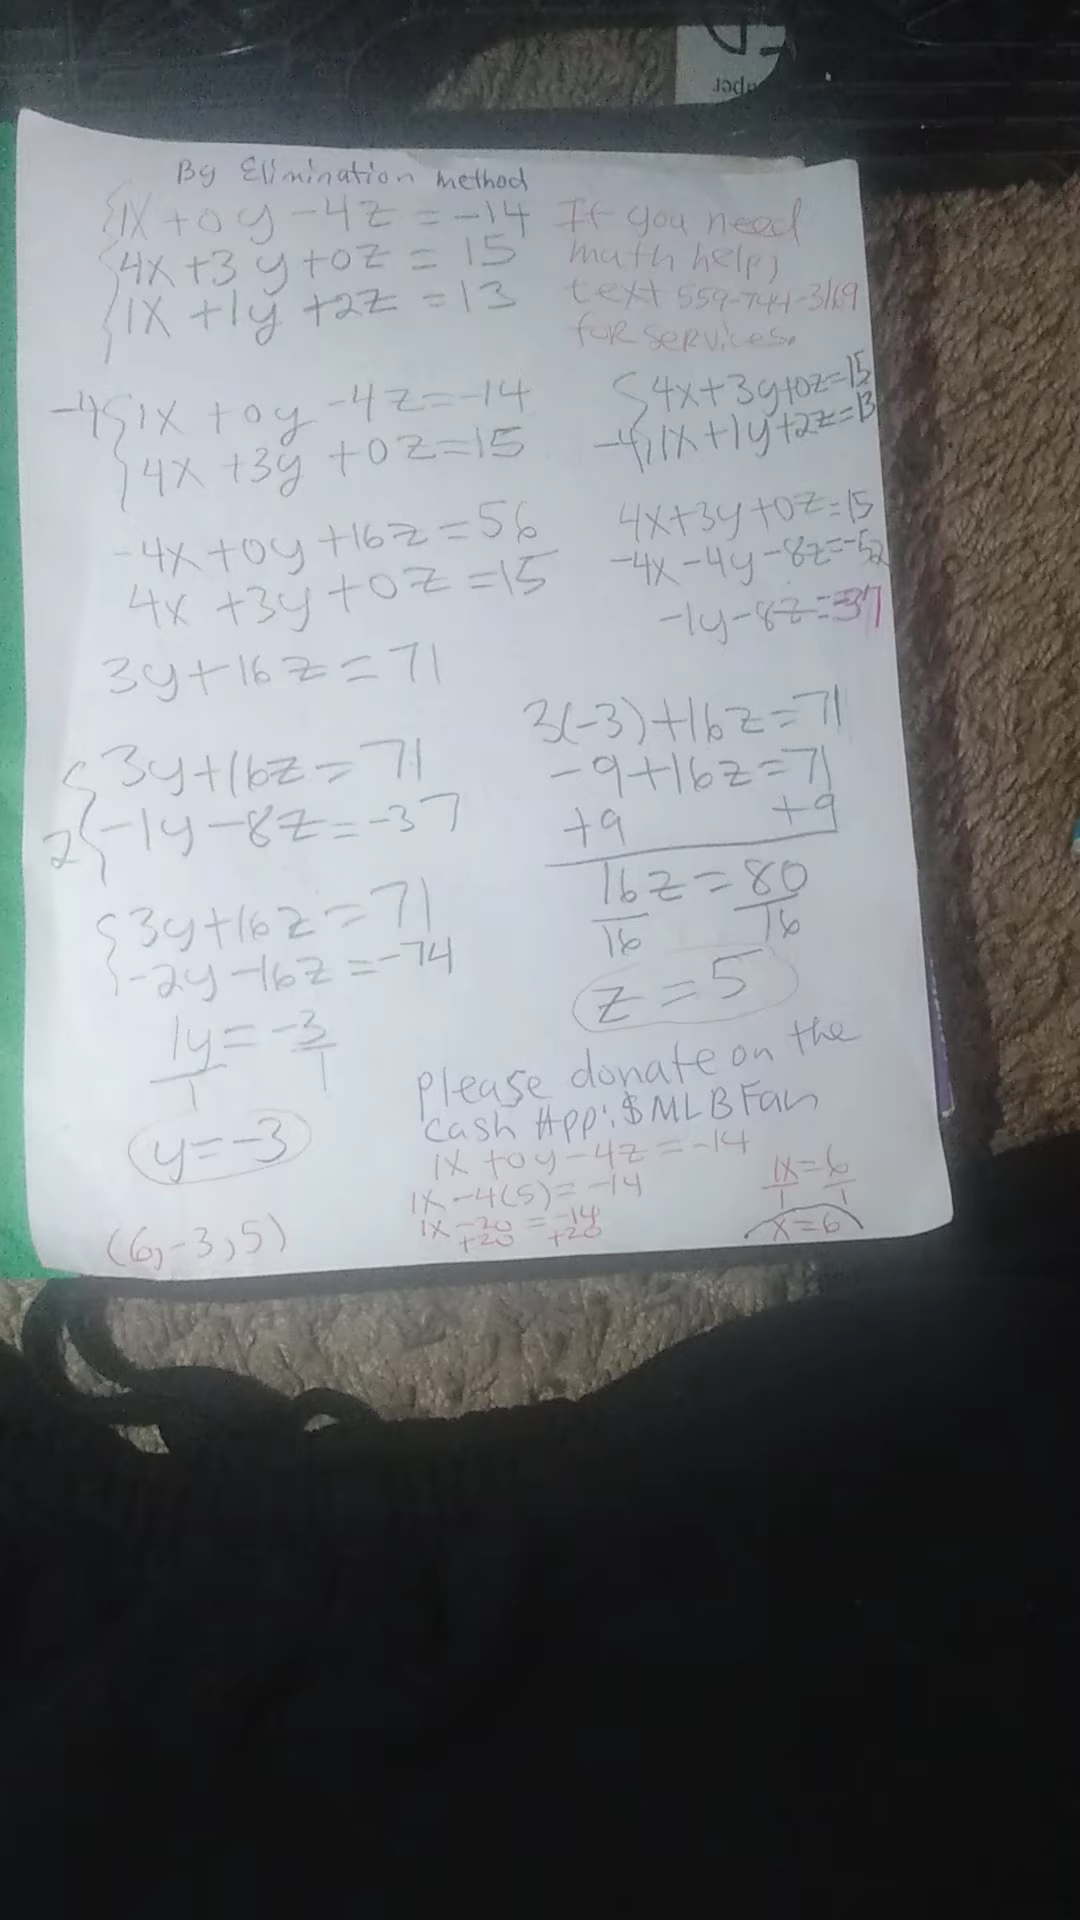 By Elimination method
1x + 0y - 4z = -14
4x + 3y + 0z = 15
1x + 1y + 2z = 13
If you need
math help,
text 559-744-3169
for services.
-4 1x + 0y - 4z = -14
4x + 3y + 0z = 15
-4x + 0y + 16z = 56
4x + 3y + 0z = 15
3y + 16z = 71
4x + 3y + 0z = 15
-4 1x + 1y + 2z = 13
4x + 3y + 0z = 15
-4x - 4y - 8z = -52
-1y - 8z = -37
3y + 16z = 71
2 -1y - 8z = -37
3y + 16z = 71
-2y - 16z = -74
1y = -3
1 1
y = -3
3(-3) + 16z = 71
-9 + 16z = 71
+9 +9
16z = 80
16 16
z = 5
please donate on the
Cash App: $MLBFan
1x + 0y - 4z = -14
1x - 4(5) = -14
1x - 20 = -14
+20 +20
1x = 6
1 1
x = 6
(6, -3, 5)